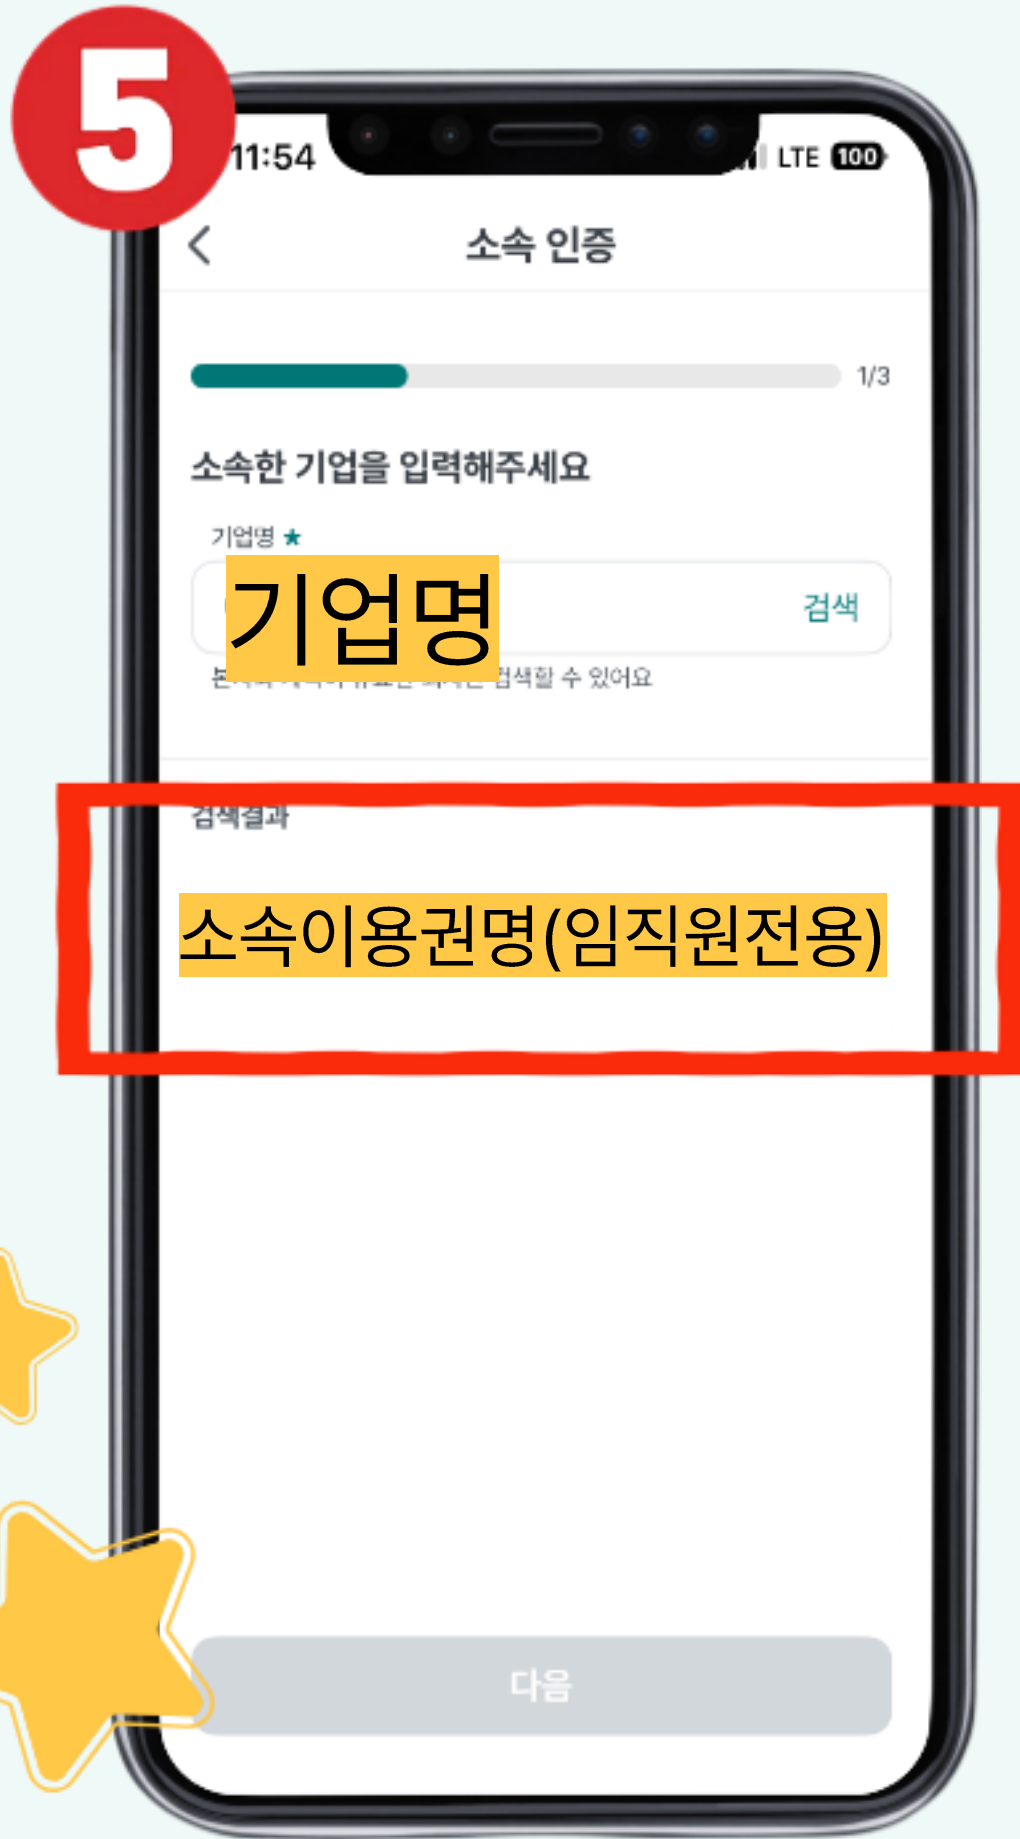 5
11:54
LTE 100
소속 인증
1/3
소속한 기업을 입력해주세요
기업명 ★
기업명
검색
검색할 수 있어요
검색결과
소속이용권명(임직원전용)
다음